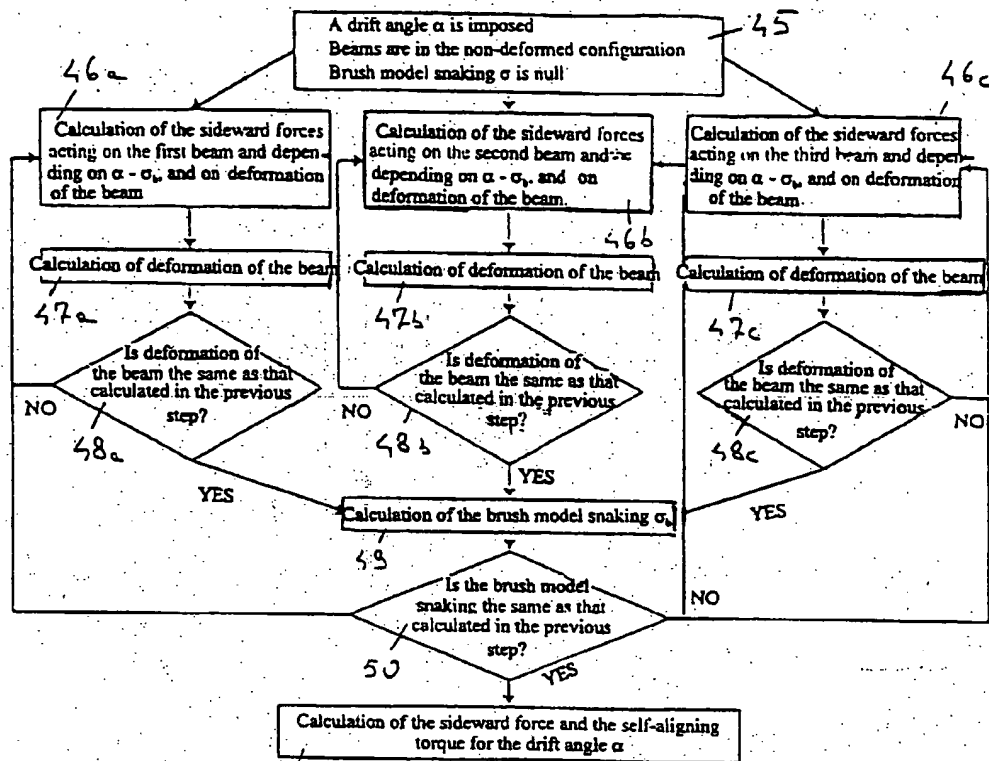 A drift angle α is imposed
Beams are in the non-deformed configuration
Brush model snaking σ is null
45
46a
46c
Calculation of the sideward forces
acting on the first beam and depen-
ding on α - σb, and on deformation
of the beam
Calculation of the sideward forces
acting on the second beam and the
depending on α - σb, and on
deformation of the beam.
46b
Calculation of the sideward forces
acting on the third beam and depen-
ding on α - σb, and on deformation
of the beam.
Calculation of deformation of the beam
47a
Calculation of deformation of the beam
47b
Calculation of deformation of the beam
47c
Is deformation of
the beam the same as that
calculated in the previous
step?
NO
48a
YES
Is deformation of
the beam the same as that
calculated in the previous
step?
NO
48b
YES
Is deformation of
the beam the same as that
calculated in the previous
step?
NO
48c
YES
Calculation of the brush model snaking σb
49
Is the brush model
snaking the same as that
calculated in the previous
step?
NO
50
YES
Calculation of the sideward force and the self-aligning
torque for the drift angle α